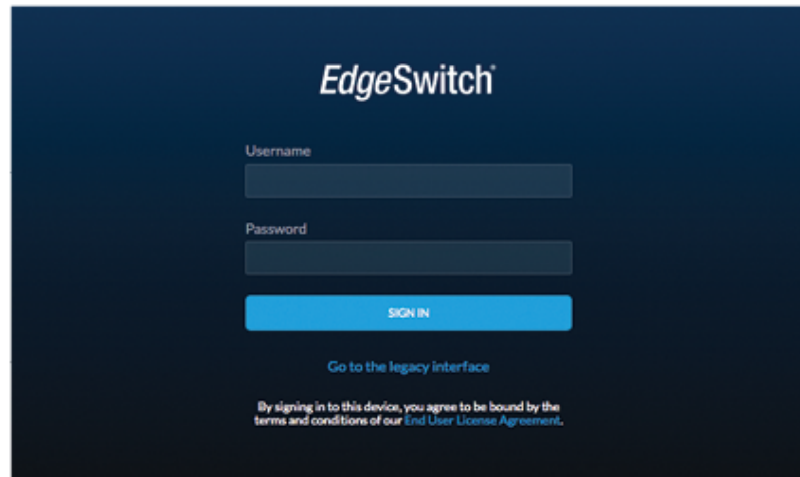 EdgeSwitch
Username
Password
SIGN IN
Go to the legacy interface
By signing in to this device, you agree to be bound by the
terms and conditions of our End User License Agreement.